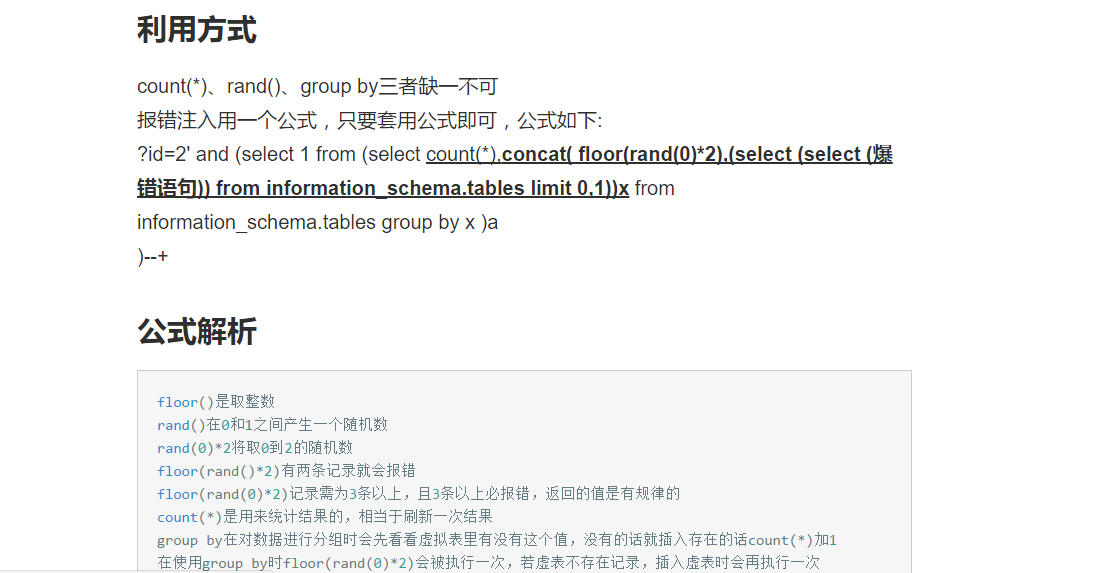 利用方式
count(*)、rand()、group by三者缺一不可
报错注入用一个公式，只要套用公式即可，公式如下:
?id=2' and (select 1 from (select count(*),concat( floor(rand(0)*2),(select (select (爆
错语句)) from information_schema.tables limit 0,1))x from
information_schema.tables group by x )a
)--+
公式解析
floor()是取整数
rand()在0和1之间产生一个随机数
rand(0)*2将取0到2的随机数
floor(rand()*2)有两条记录就会报错
floor(rand(0)*2)记录需为3条以上，且3条以上必报错，返回的值是有规律的
count(*)是用来统计结果的，相当于刷新一次结果
group by在对数据进行分组时会先看看虚拟表里有没有这个值，没有的话就插入存在的话count(*)加1
在使用group by时floor(rand(0)*2)会被执行一次，若虚表不存在记录，插入虚表时会再执行一次